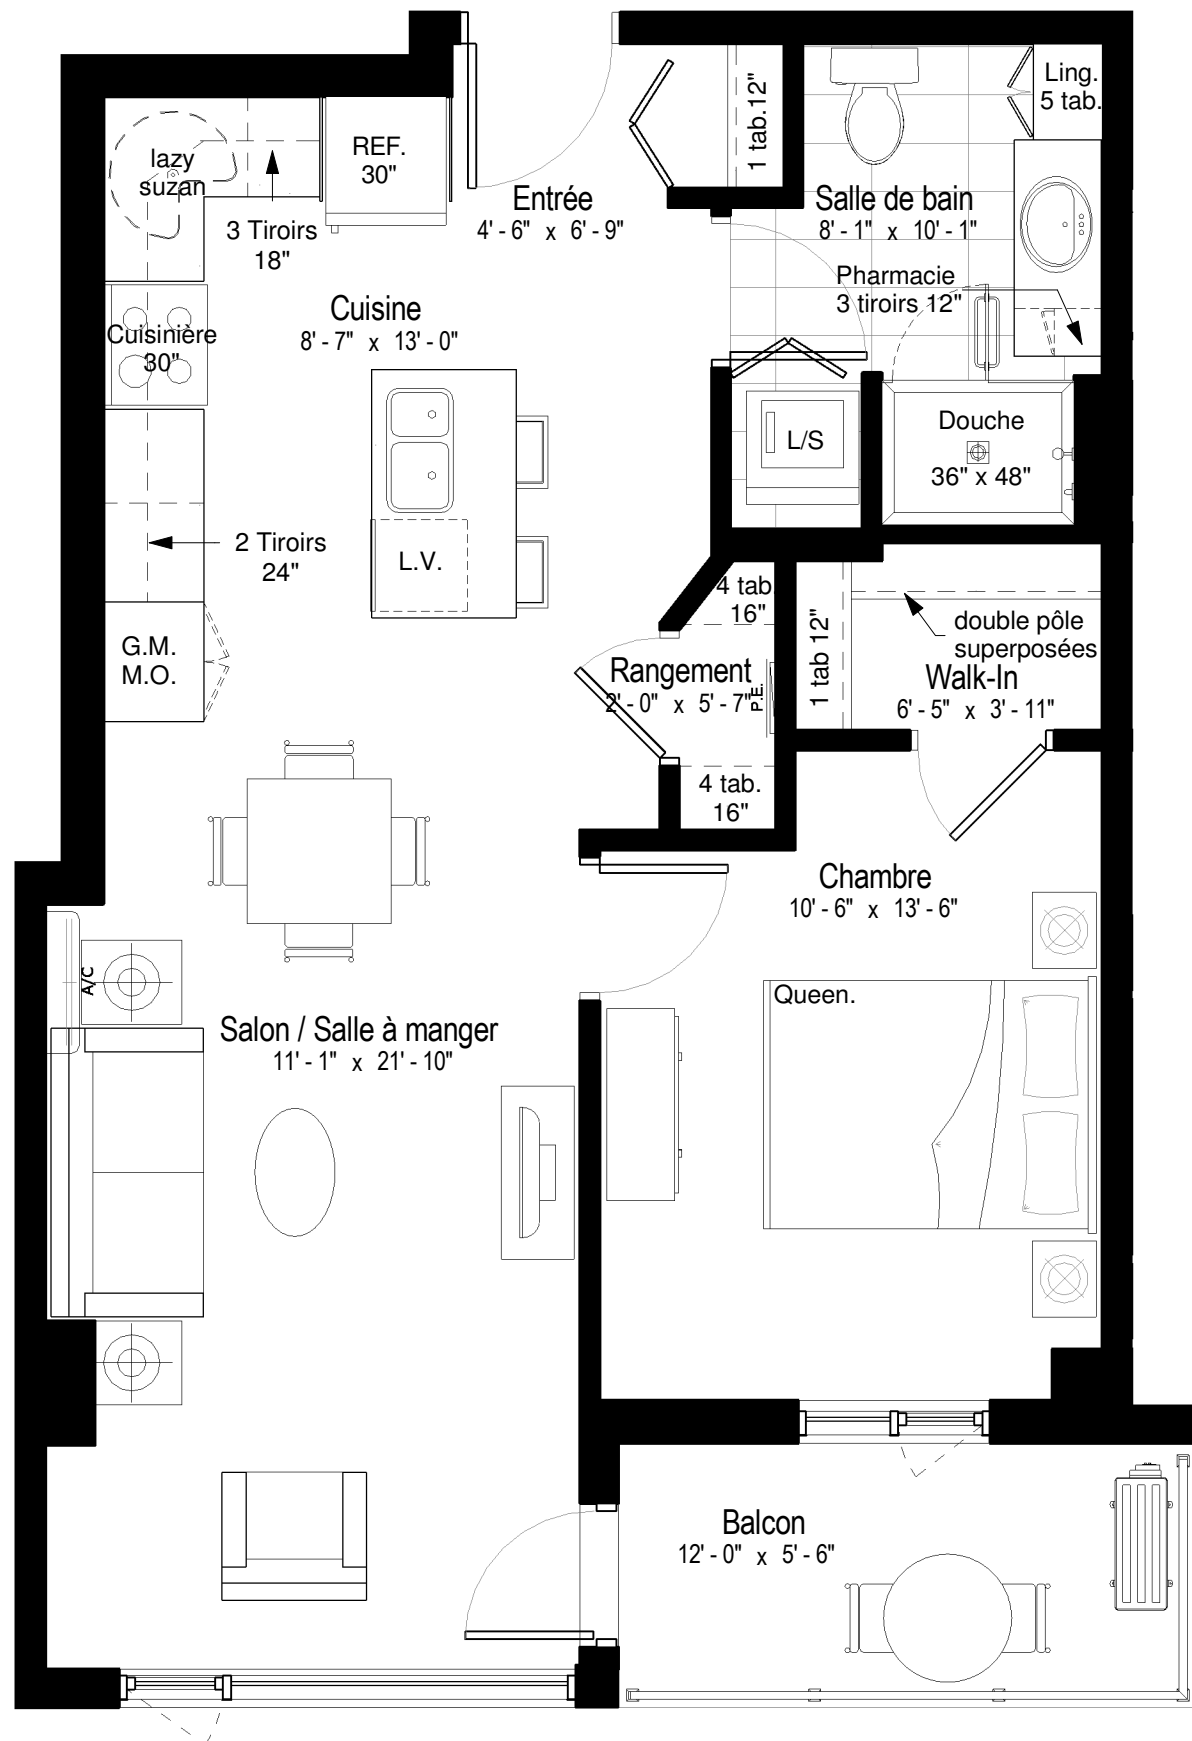 Ling.
5 tab.
1 tab.12"
REF.
30"
lazy
suzan
Entrée
4' - 6" x 6' - 9"
Salle de bain
8' - 1" x 10' - 1"
3 Tiroirs
18"
Pharmacie
3 tiroirs 12"
Cuisine
8' - 7" x 13' - 0"
Cuisinière
30"
Douche
36" x 48"
L/S
2 Tiroirs
24"
L.V.
4 tab.
16"
double pôle
superposées
1 tab 12"
G.M.
M.O.
Rangement
2' - 0" x 5' - 7"
P.E.
Walk-In
6' - 5" x 3' - 11"
4 tab.
16"
Chambre
10' - 6" x 13' - 6"
A/C
Queen.
Salon / Salle à manger
11' - 1" x 21' - 10"
Balcon
12' - 0" x 5' - 6"